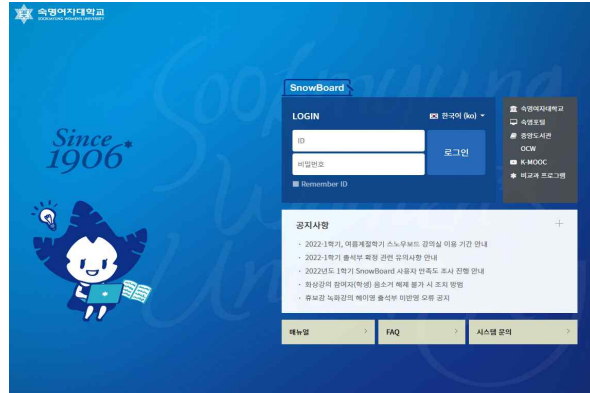 숙명여자대학교
SOOKMYUNG WOMEN'S UNIVERSITY
Sookmyung
Women's
Uni
Since
1906
SnowBoard
LOGIN
한국어 (ko)
ID
비밀번호
로그인
Remember ID
숙명여자대학교
숙명포털
중앙도서관
OCW
K-MOOC
비교과 프로그램
공지사항
2022-1학기, 여름계절학기 스노우보드 강의실 이용 기간 안내
2022-1학기 출석부 확정 관련 유의사항 안내
2022년도 1학기 SnowBoard 사용자 만족도 조사 진행 안내
화상강의 참여자(학생) 음소거 해제 불가 시 조치 방법
녹화강의 헤이영 출석부 미반영 오류 공지
매뉴얼
FAQ
시스템 문의